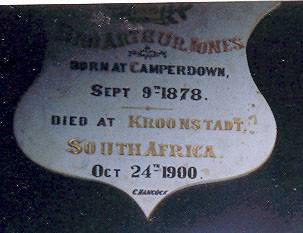 ARTHUR JONES
BORN AT CAMPERDOWN,
SEPT 9TH 1878.
DIED AT KROONSTADT,
SOUTH AFRICA.
OCT 24TH 1900.
C. HANCOCK